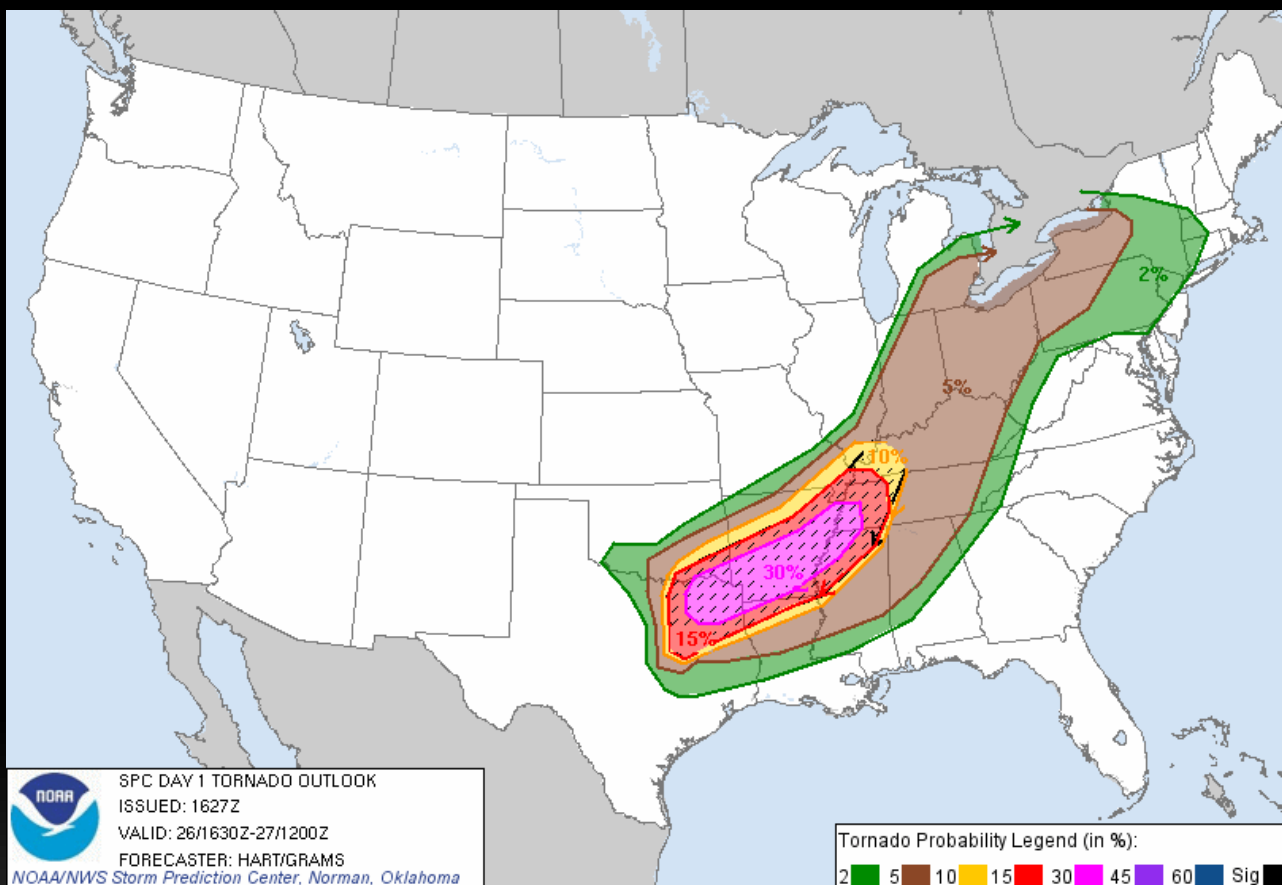 2%
5%
10%
30%
15%
NOAA
SPC DAY 1 TORNADO OUTLOOK
ISSUED: 1627Z
VALID: 26/1630Z-27/1200Z
FORECASTER: HART/GRAMS
NOAA/NWS Storm Prediction Center, Norman, Oklahoma
Tornado Probability Legend (in %):
2 5 10 15 30 45 60 Sig